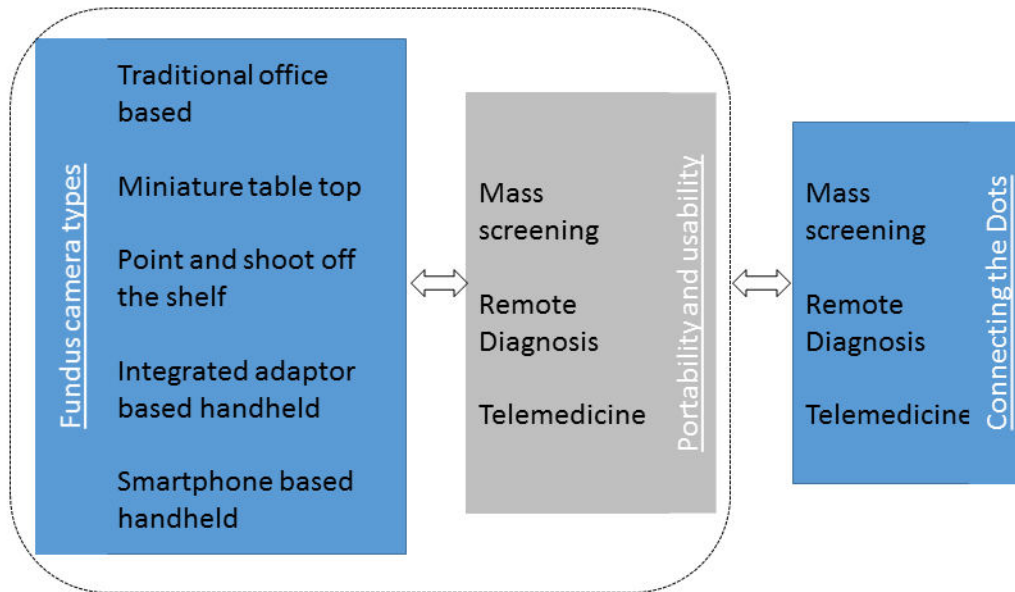 Fundus camera types
Traditional office
based
Miniature table top
Point and shoot off
the shelf
Integrated adaptor
based handheld
Smartphone based
handheld
Mass
screening
Remote
Diagnosis
Telemedicine
Portability and usability
Mass
screening
Remote
Diagnosis
Telemedicine
Connecting the Dots